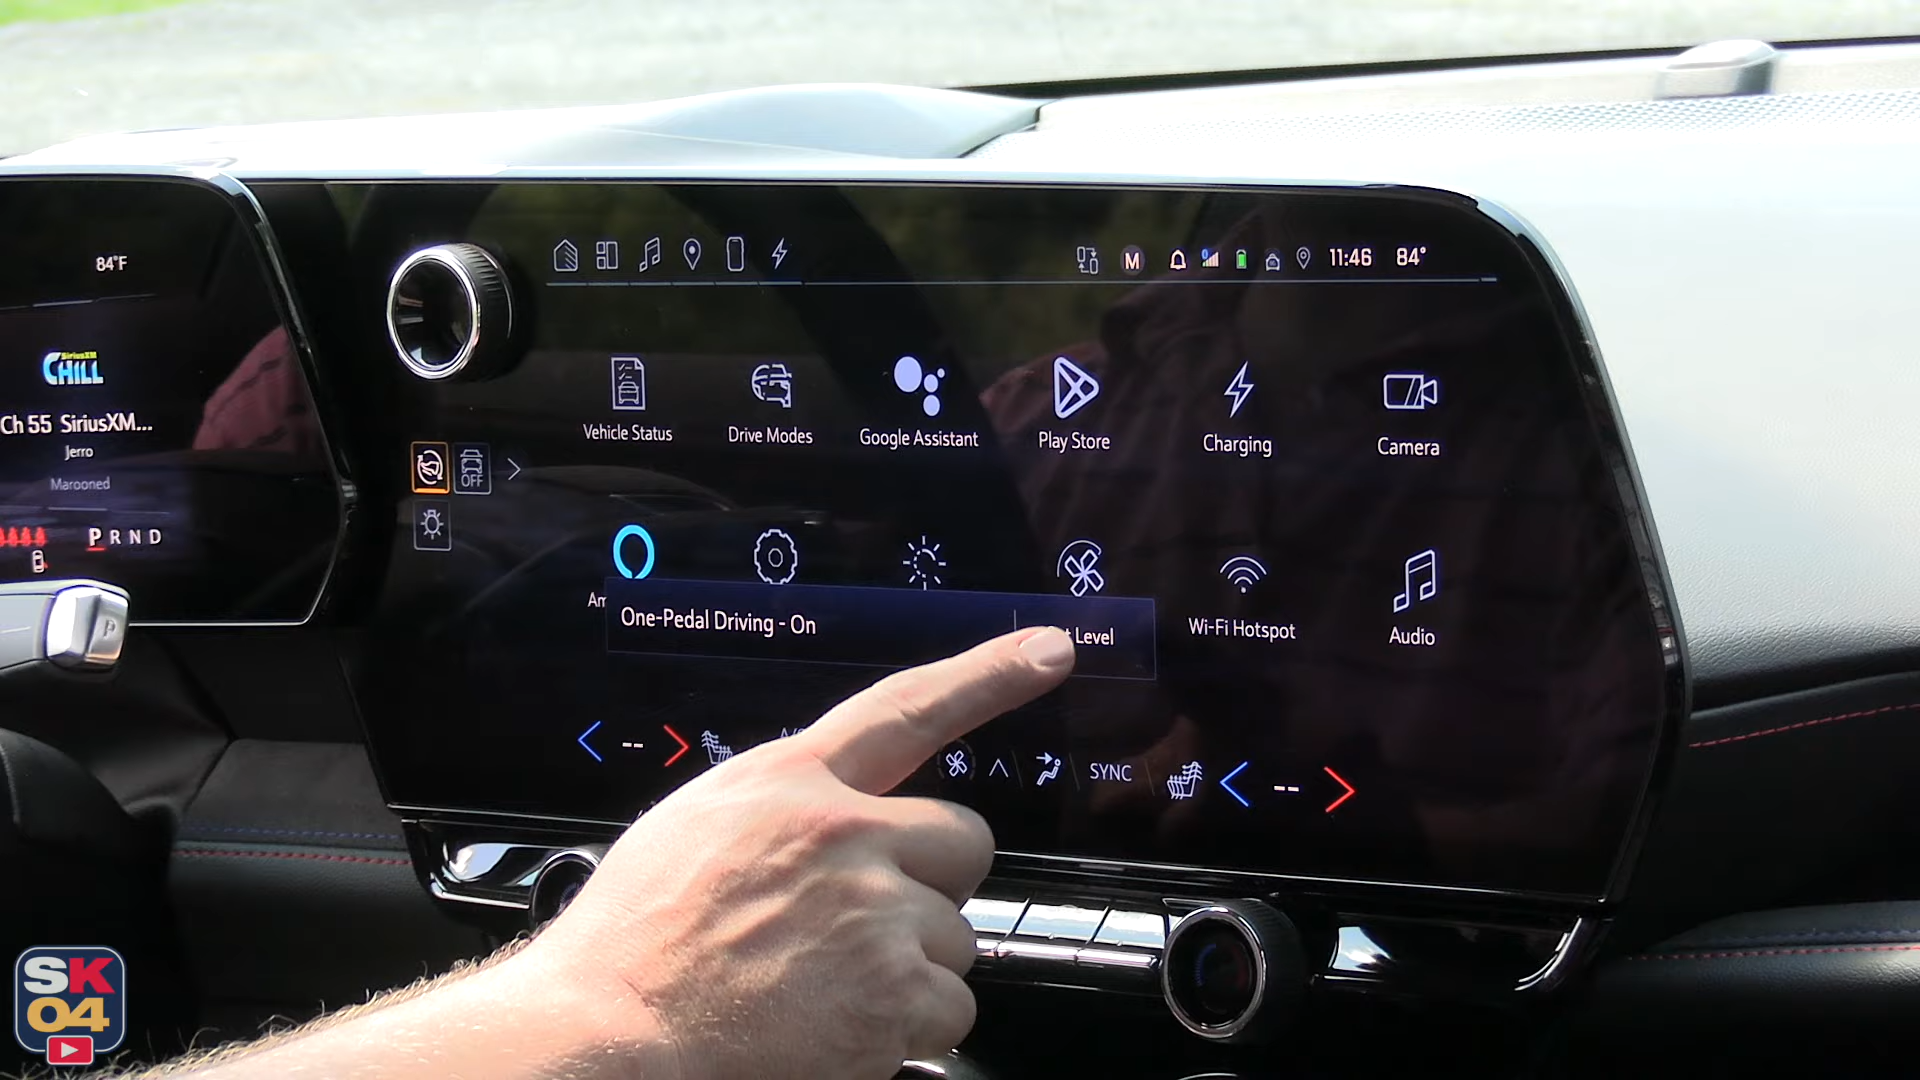 84°F
SiriusXM
CHILL
Ch 55 SiriusXM...
Jerro
Marooned
P R N D
P
M
11:46
84°
Vehicle Status
Drive Modes
Google Assistant
Play Store
Charging
Camera
OFF
One-Pedal Driving - On
Level
Wi-Fi Hotspot
Audio
--
SYNC
--
SK
04